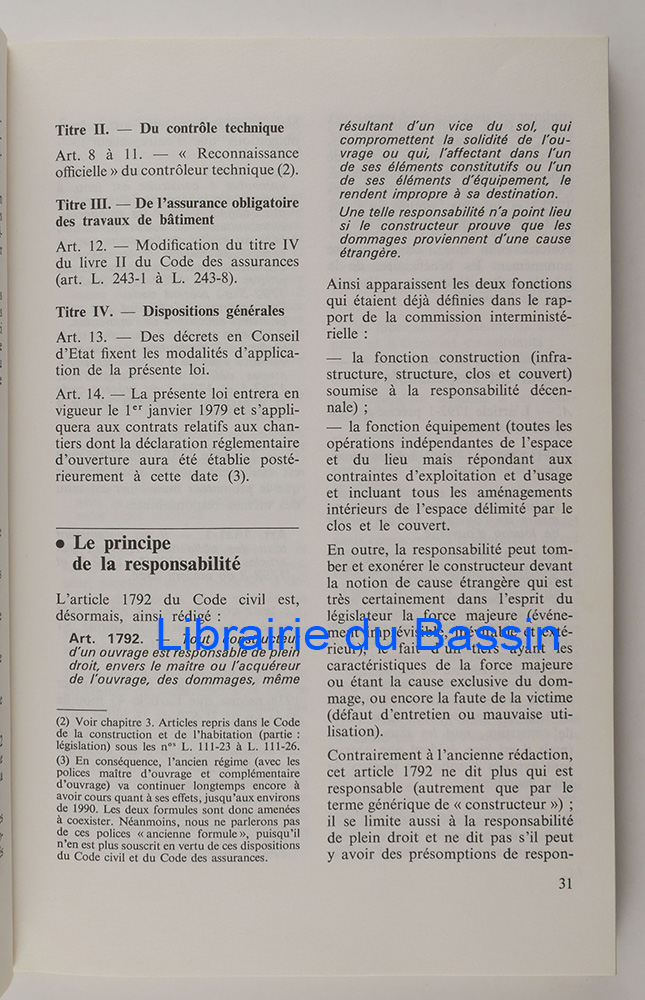 Titre II. — Du contrôle technique
Art. 8 à 11. — « Reconnaissance
officielle » du contrôleur technique (2).
Titre III. — De l'assurance obligatoire
des travaux de bâtiment
Art. 12. — Modification du titre IV
du livre II du Code des assurances
(art. L. 243-1 à L. 243-8).
Titre IV. — Dispositions générales
Art. 13. — Des décrets en Conseil
d'Etat fixent les modalités d'applica-
tion de la présente loi.
Art. 14. — La présente loi entrera en
vigueur le 1er janvier 1979 et s'appli-
quera aux contrats relatifs aux chan-
tiers dont la déclaration réglementaire
d'ouverture aura été établie posté-
rieurement à cette date (3).
• Le principe
de la responsabilité
L'article 1792 du Code civil est,
désormais, ainsi rédigé :
Art. 1792. — Tout constructeur
d'un ouvrage est responsable de plein
droit, envers le maître ou l'acquéreur
de l'ouvrage, des dommages, même
(2) Voir chapitre 3. Articles repris dans le Code
de la construction et de l'habitation (partie :
législation) sous les nos L. 111-23 à L. 111-26.
(3) En conséquence, l'ancien régime (avec les
polices maître d'ouvrage et complémentaire
d'ouvrage) va continuer longtemps encore à
avoir cours quant à ses effets, jusqu'aux environs
de 1990. Les deux formules sont donc amenées
à coexister. Néanmoins, nous ne parlerons pas
de ces polices « ancienne formule », puisqu'il
n'en est plus souscrit en vertu de ces dispositions
du Code civil et du Code des assurances.
résultant d'un vice du sol, qui
compromettent la solidité de l'ou-
vrage ou qui, l'affectant dans l'un
de ses éléments constitutifs ou l'un
de ses éléments d'équipement, le
rendent impropre à sa destination.
Une telle responsabilité n'a point lieu
si le constructeur prouve que les
dommages proviennent d'une cause
étrangère.
Ainsi apparaissent les deux fonctions
qui étaient déjà définies dans le rap-
port de la commission interministé-
rielle :
— la fonction construction (infra-
structure, structure, clos et couvert)
soumise à la responsabilité décen-
nale) ;
— la fonction équipement (toutes les
opérations indépendantes de l'espace
et du lieu mais répondant aux
contraintes d'exploitation et d'usage
et incluant tous les aménagements
intérieurs de l'espace délimité par le
clos et le couvert.
En outre, la responsabilité peut tom-
ber et exonérer le constructeur devant
la notion de cause étrangère qui est
très certainement dans l'esprit du
législateur la force majeure (événe-
ment imprévisible, inévitable et exté-
rieur), le fait d'un tiers ayant les
caractéristiques de la force majeure
ou étant la cause exclusive du dom-
mage, ou encore la faute de la victime
(défaut d'entretien ou mauvaise uti-
lisation).
Contrairement à l'ancienne rédaction,
cet article 1792 ne dit plus qui est
responsable (autrement que par le
terme générique de « constructeur ») ;
il se limite aussi à la responsabilité
de plein droit et ne dit pas s'il peut
y avoir des présomptions de respon-
31
Librairie du Bassin